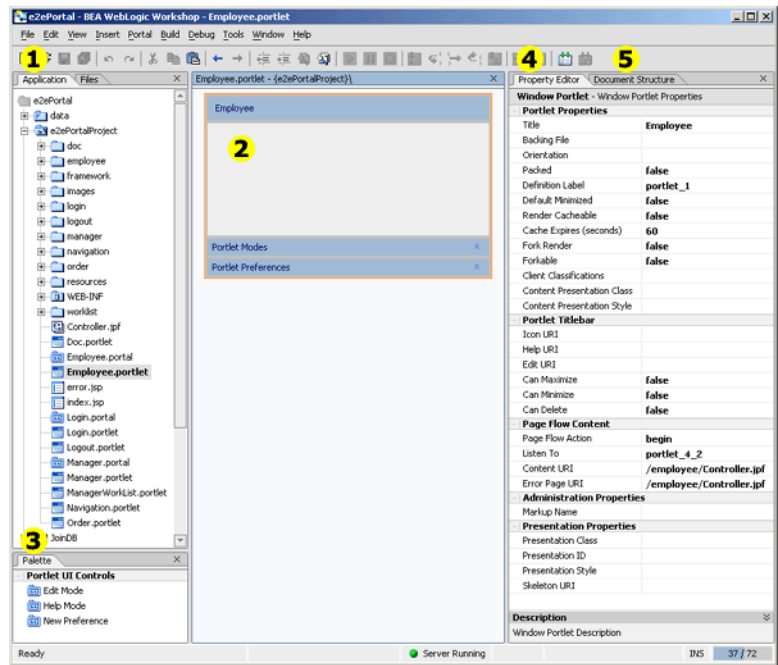 e2ePortal - BEA WebLogic Workshop - Employee.portlet
File Edit View Insert Portal Build Debug Tools Window Help
1
4
5
Application Files
Employee.portlet - {e2ePortalProject}\
Property Editor Document Structure
e2ePortal
data
e2ePortalProject
doc
employee
framework
images
login
logout
manager
navigation
order
resources
WEB-INF
worklist
Controller.jpf
Doc.portlet
Employee.portal
Employee.portlet
error.jsp
index.jsp
Login.portal
Login.portlet
Logout.portlet
Manager.portal
Manager.portlet
ManagerWorkList.portlet
Navigation.portlet
Order.portlet
JoinDB
3
Palette
Portlet UI Controls
Edit Mode
Help Mode
New Preference
Employee
2
Portlet Modes
Portlet Preferences
Window Portlet - Window Portlet Properties
Portlet Properties
Title Employee
Backing File
Orientation
Packed false
Definition Label portlet_1
Default Minimized false
Render Cacheable false
Cache Expires (seconds) 60
Fork Render false
Forkable false
Client Classifications
Content Presentation Class
Content Presentation Style
Portlet Titlebar
Icon URI
Help URI
Edit URI
Can Maximize false
Can Minimize false
Can Delete false
Page Flow Content
Page Flow Action begin
Listen To portlet_4_2
Content URI /employee/Controller.jpf
Error Page URI /employee/Controller.jpf
Administration Properties
Markup Name
Presentation Properties
Presentation Class
Presentation ID
Presentation Style
Skeleton URI
Description
Window Portlet Description
Ready
Server Running
INS 37 / 72